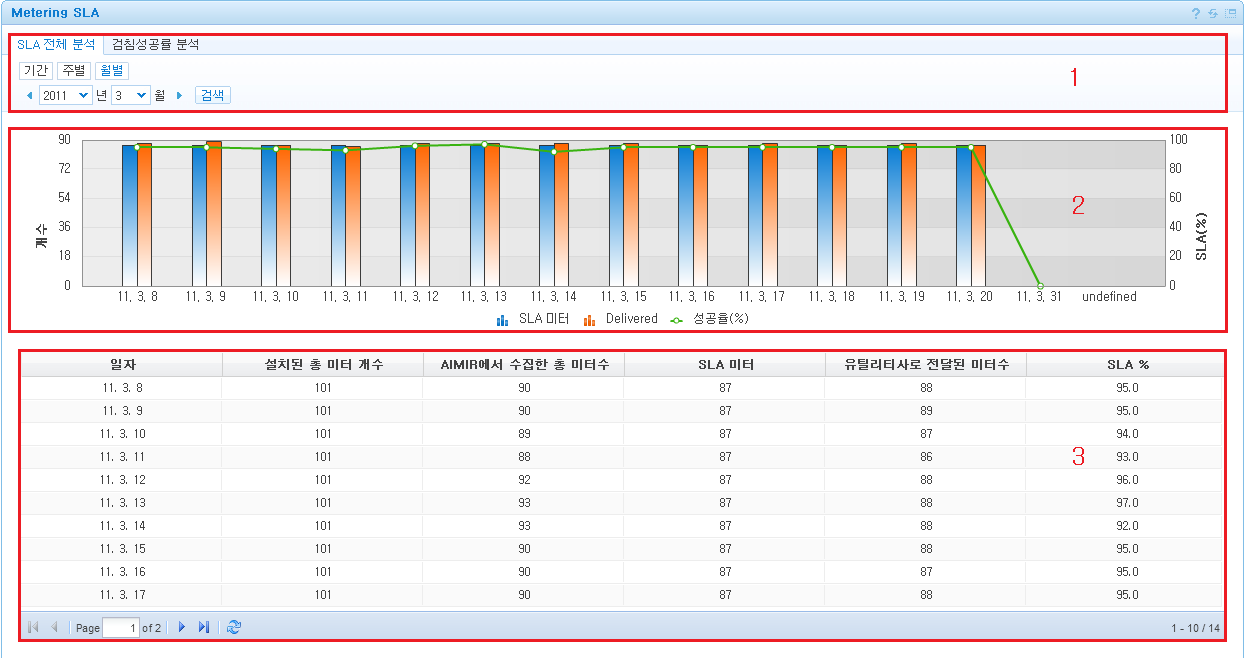 Metering SLA
SLA 전체 분석 검침성공률 분석
기간 주별 월별
2011 년 3 월 검색
1
90 100
72 80
54 60
36 40
18 20
0 0
개수
SLA(%)
2
11. 3. 8 11. 3. 9 11. 3. 10 11. 3. 11 11. 3. 12 11. 3. 13 11. 3. 14 11. 3. 15 11. 3. 16 11. 3. 17 11. 3. 18 11. 3. 19 11. 3. 20 11. 3. 31 undefined
SLA 미터 Delivered 성공율(%)
일자 설치된 총 미터 개수 AIMIR에서 수집한 총 미터수 SLA 미터 유틸리티사로 전달된 미터수 SLA %
11. 3. 8 101 90 87 88 95.0
11. 3. 9 101 90 87 89 95.0
11. 3. 10 101 89 87 87 94.0
11. 3. 11 101 88 87 86 93.0
3
11. 3. 12 101 92 87 88 96.0
11. 3. 13 101 93 87 88 97.0
11. 3. 14 101 93 87 88 92.0
11. 3. 15 101 90 87 88 95.0
11. 3. 16 101 90 87 87 95.0
11. 3. 17 101 90 87 88 95.0
Page 1 of 2 1 - 10 / 14